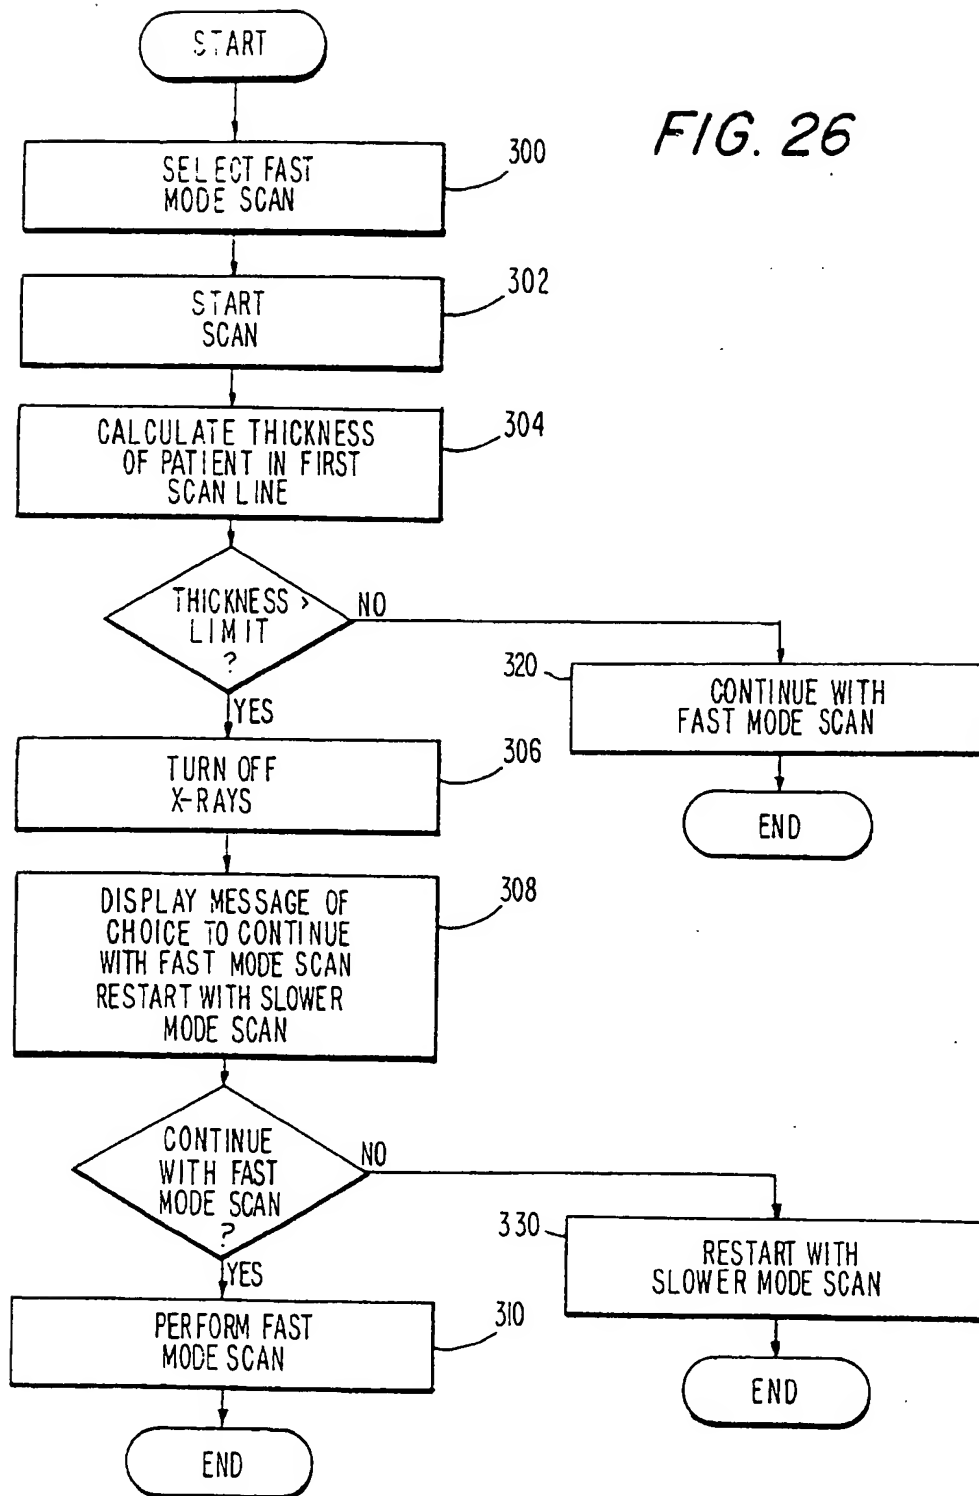 START
FIG. 26
300
SELECT FAST
MODE SCAN
302
START
SCAN
304
CALCULATE THICKNESS
OF PATIENT IN FIRST
SCAN LINE
THICKNESS >
LIMIT
?
NO
YES
320
CONTINUE WITH
FAST MODE SCAN
END
306
TURN OFF
X-RAYS
308
DISPLAY MESSAGE OF
CHOICE TO CONTINUE
WITH FAST MODE SCAN
RESTART WITH SLOWER
MODE SCAN
CONTINUE
WITH FAST
MODE SCAN
?
NO
YES
330
RESTART WITH
SLOWER MODE SCAN
END
310
PERFORM FAST
MODE SCAN
END